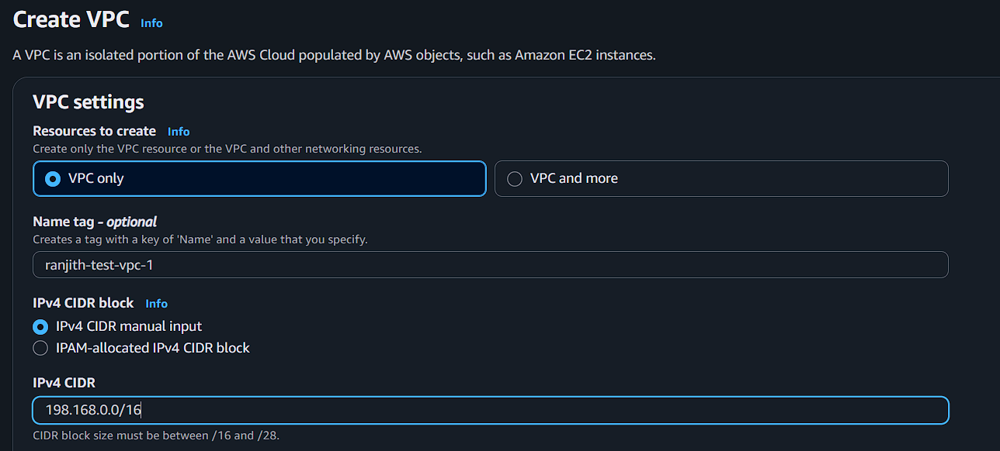 Create VPC Info
A VPC is an isolated portion of the AWS Cloud populated by AWS objects, such as Amazon EC2 instances.
VPC settings
Resources to create Info
Create only the VPC resource or the VPC and other networking resources.
VPC only
VPC and more
Name tag - optional
Creates a tag with a key of 'Name' and a value that you specify.
ranjith-test-vpc-1
IPv4 CIDR block Info
IPv4 CIDR manual input
IPAM-allocated IPv4 CIDR block
IPv4 CIDR
198.168.0.0/16
CIDR block size must be between /16 and /28.